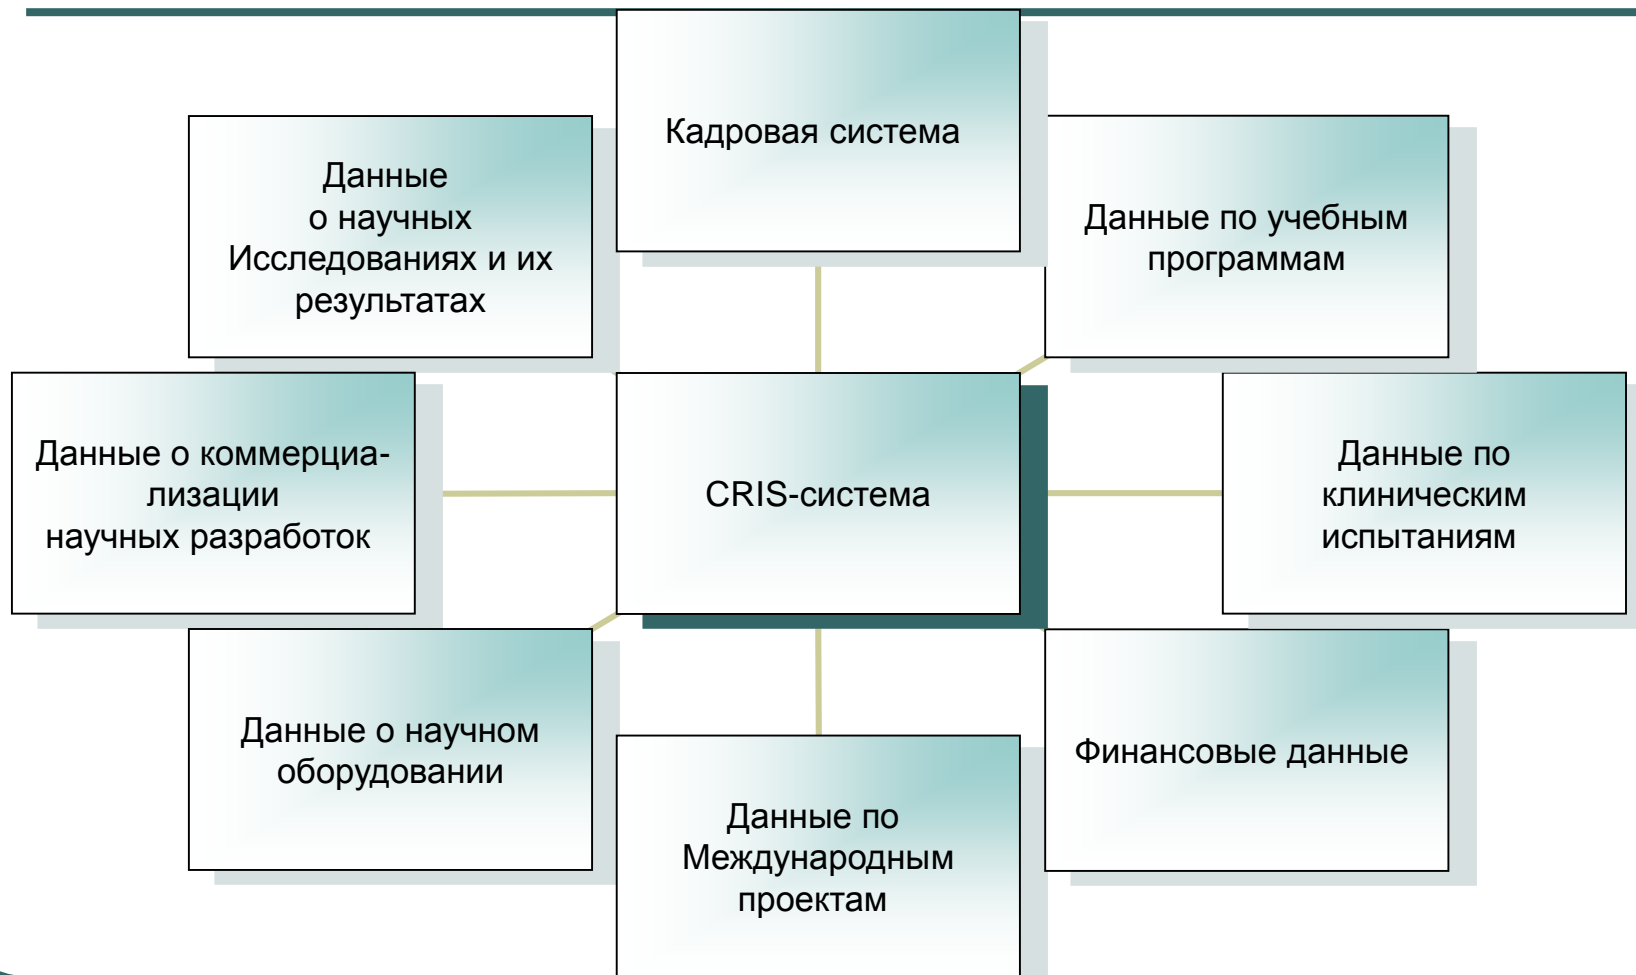 Кадровая система
Данные
о научных
Исследованиях и их
результатах
Данные по учебным
программам
Данные о коммерциа-
лизации
научных разработок
CRIS-система
Данные по
клиническим
испытаниям
Данные о научном
оборудовании
Данные по
Международным
проектам
Финансовые данные